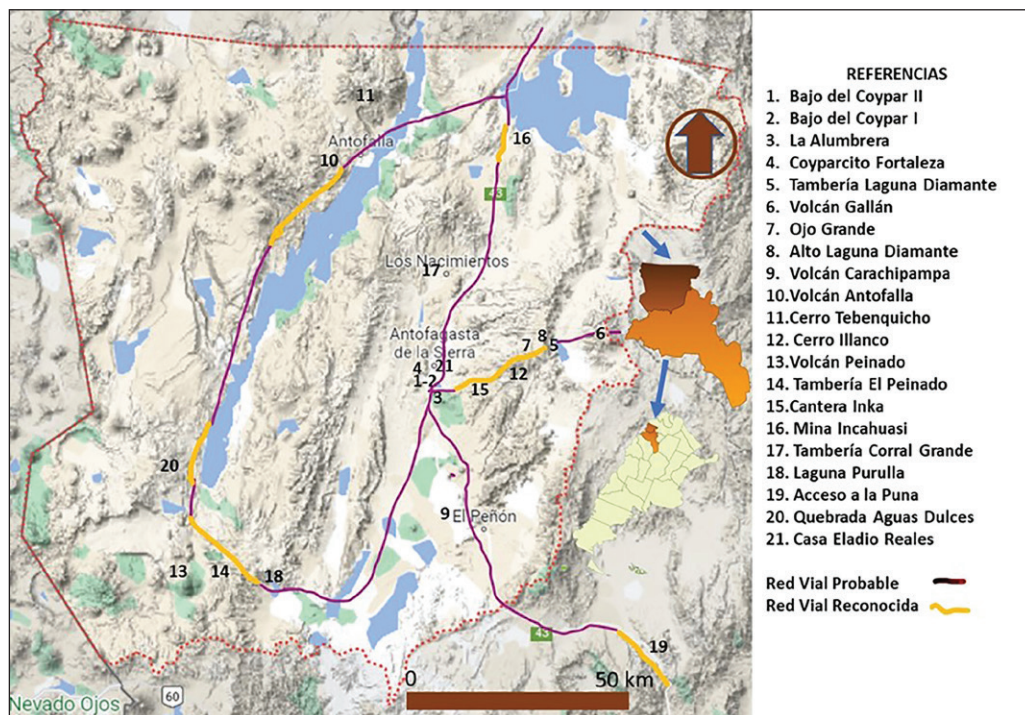 11
Antofalla
10
16
43
Los Nacimientos
17
Antofagasta
de la Sierra
4
21
1-2
3
15
12
7
8
5
6
20
9
El Peñón
13
14
18
43
19
0
50 km
60
Nevado Ojos
REFERENCIAS
1. Bajo del Coypar II
2. Bajo del Coypar I
3. La Alumbrera
4. Coyparcito Fortaleza
5. Tambería Laguna Diamante
6. Volcán Gallán
7. Ojo Grande
8. Alto Laguna Diamante
9. Volcán Carachipampa
10. Volcán Antofalla
11. Cerro Tebenquicho
12. Cerro Illanco
13. Volcán Peinado
14. Tambería El Peinado
15. Cantera Inka
16. Mina Incahuasi
17. Tambería Corral Grande
18. Laguna Purulla
19. Acceso a la Puna
20. Quebrada Aguas Dulces
21. Casa Eladio Reales
Red Vial Probable
Red Vial Reconocida